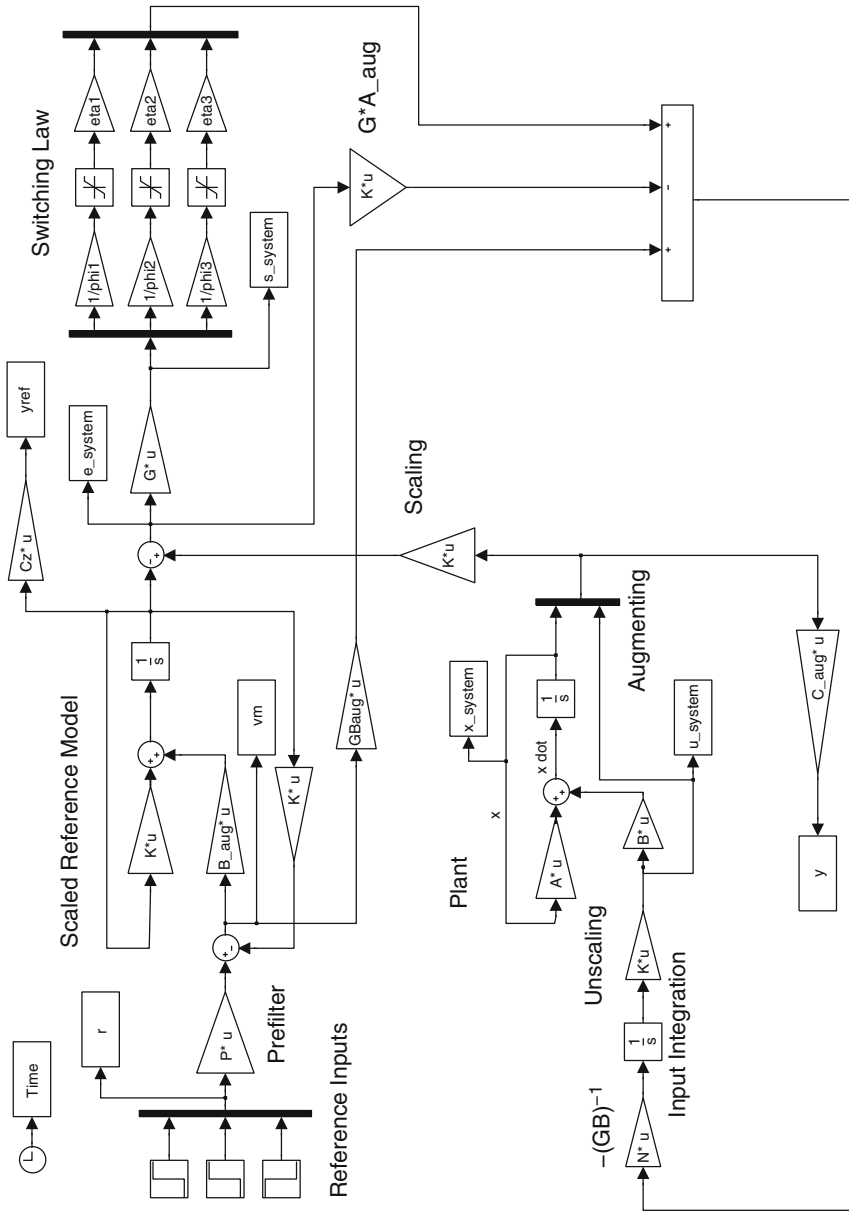 Time
r
Reference Inputs
P* u
Prefilter
+
-
Scaled Reference Model
K*u
B_aug* u
vm
K* u
GBaug* u
+
+
1
s
Cz* u
yref
-
+
e_system
G* u
s_system
Switching Law
1/phi1
1/phi2
1/phi3
eta1
eta2
eta3
K*u
G*A_aug
+
-
+
Scaling
K*u
Augmenting
x_system
1
s
x dot
x
+
+
A* u
Plant
B* u
u_system
C_aug* u
y
Unscaling
K*u
Input Integration
1
s
−(GB)−1
N* u